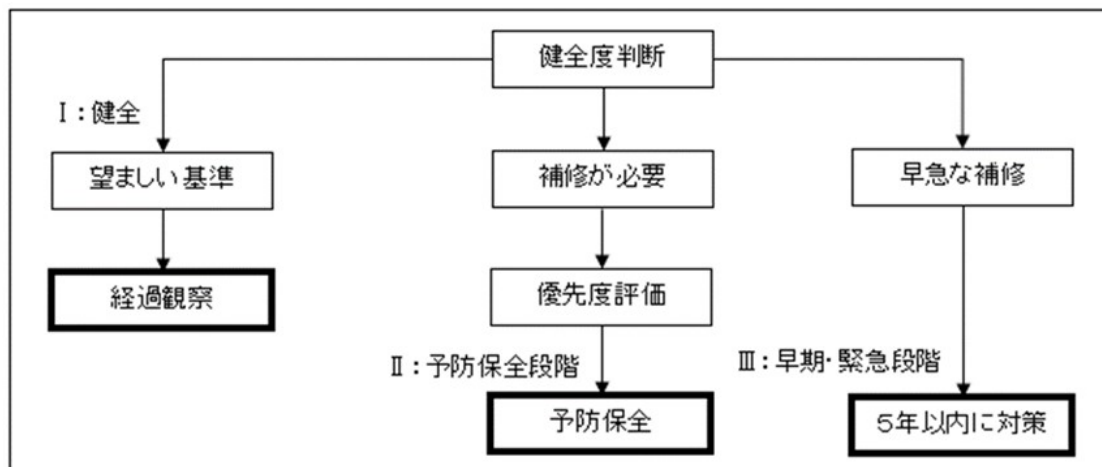 健全度判断
Ⅰ：健全
望ましい基準
補修が必要
早急な補修
経過観察
優先度評価
Ⅱ：予防保全段階
Ⅲ：早期・緊急段階
予防保全
５年以内に対策